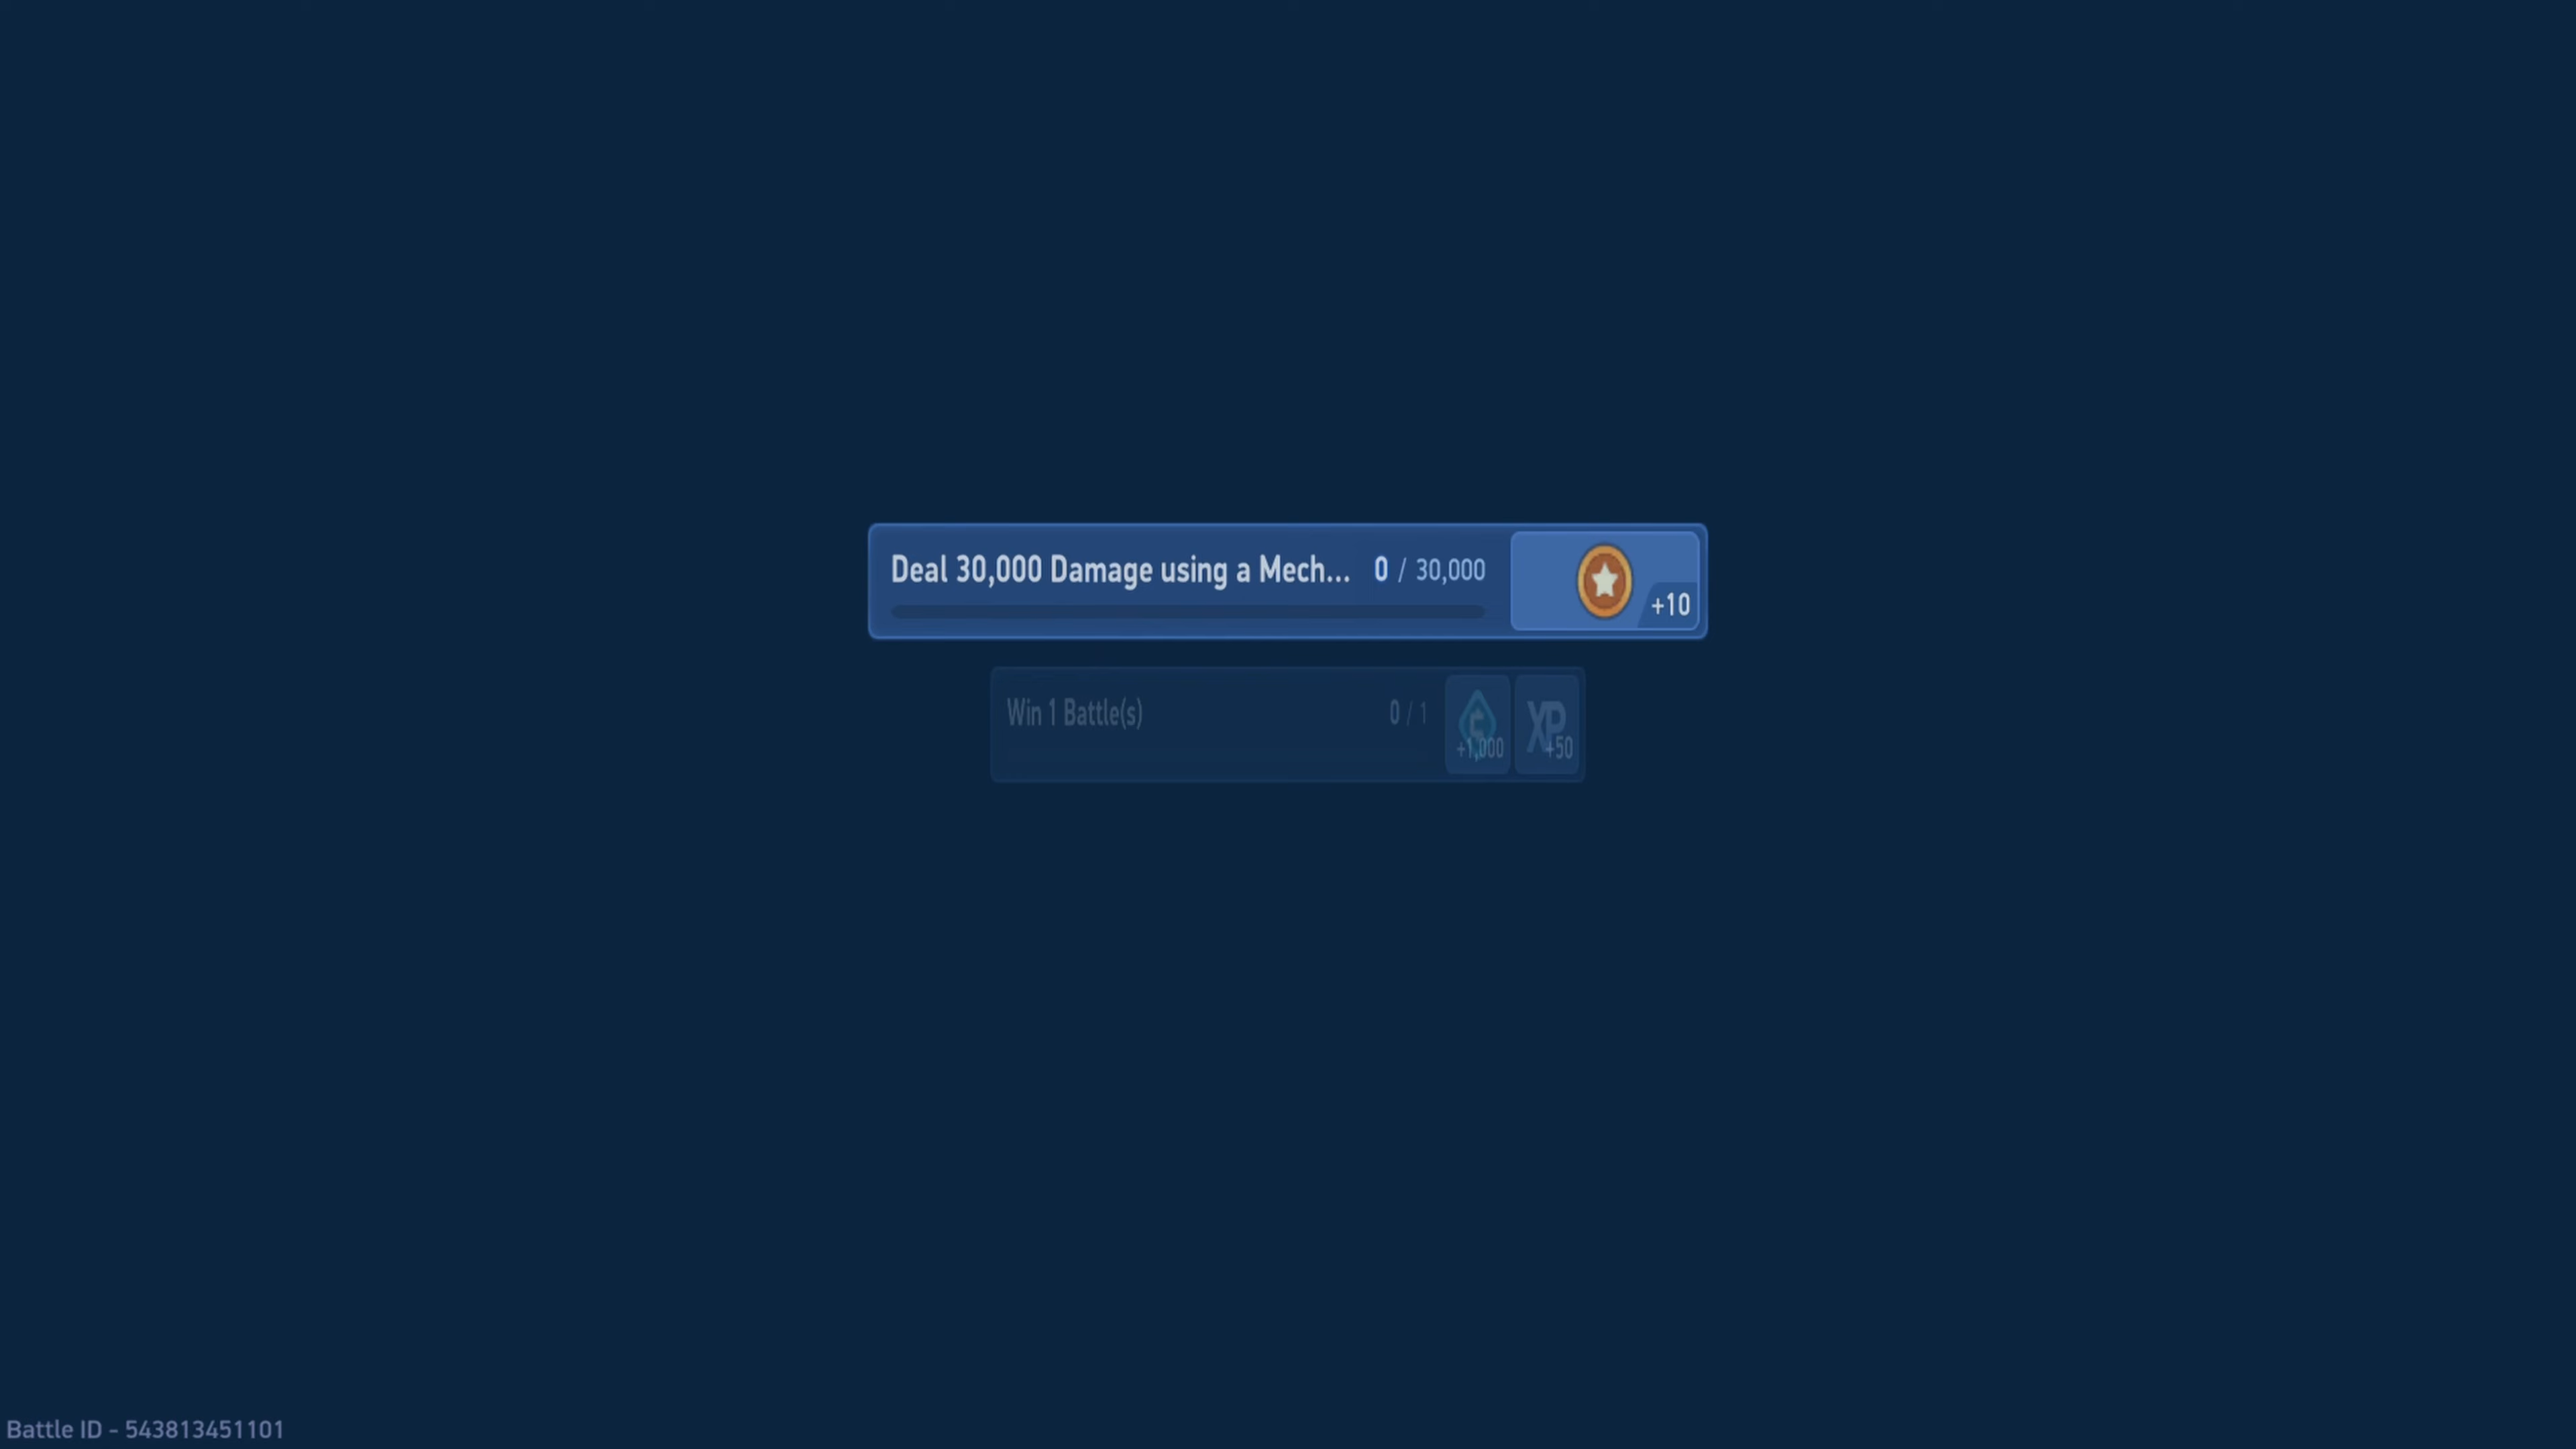 Deal 30,000 Damage using a Mech... 0 / 30,000
+10
Win 1 Battle(s) 0 / 1
+1,000
XP
+50
Battle ID - 543813451101